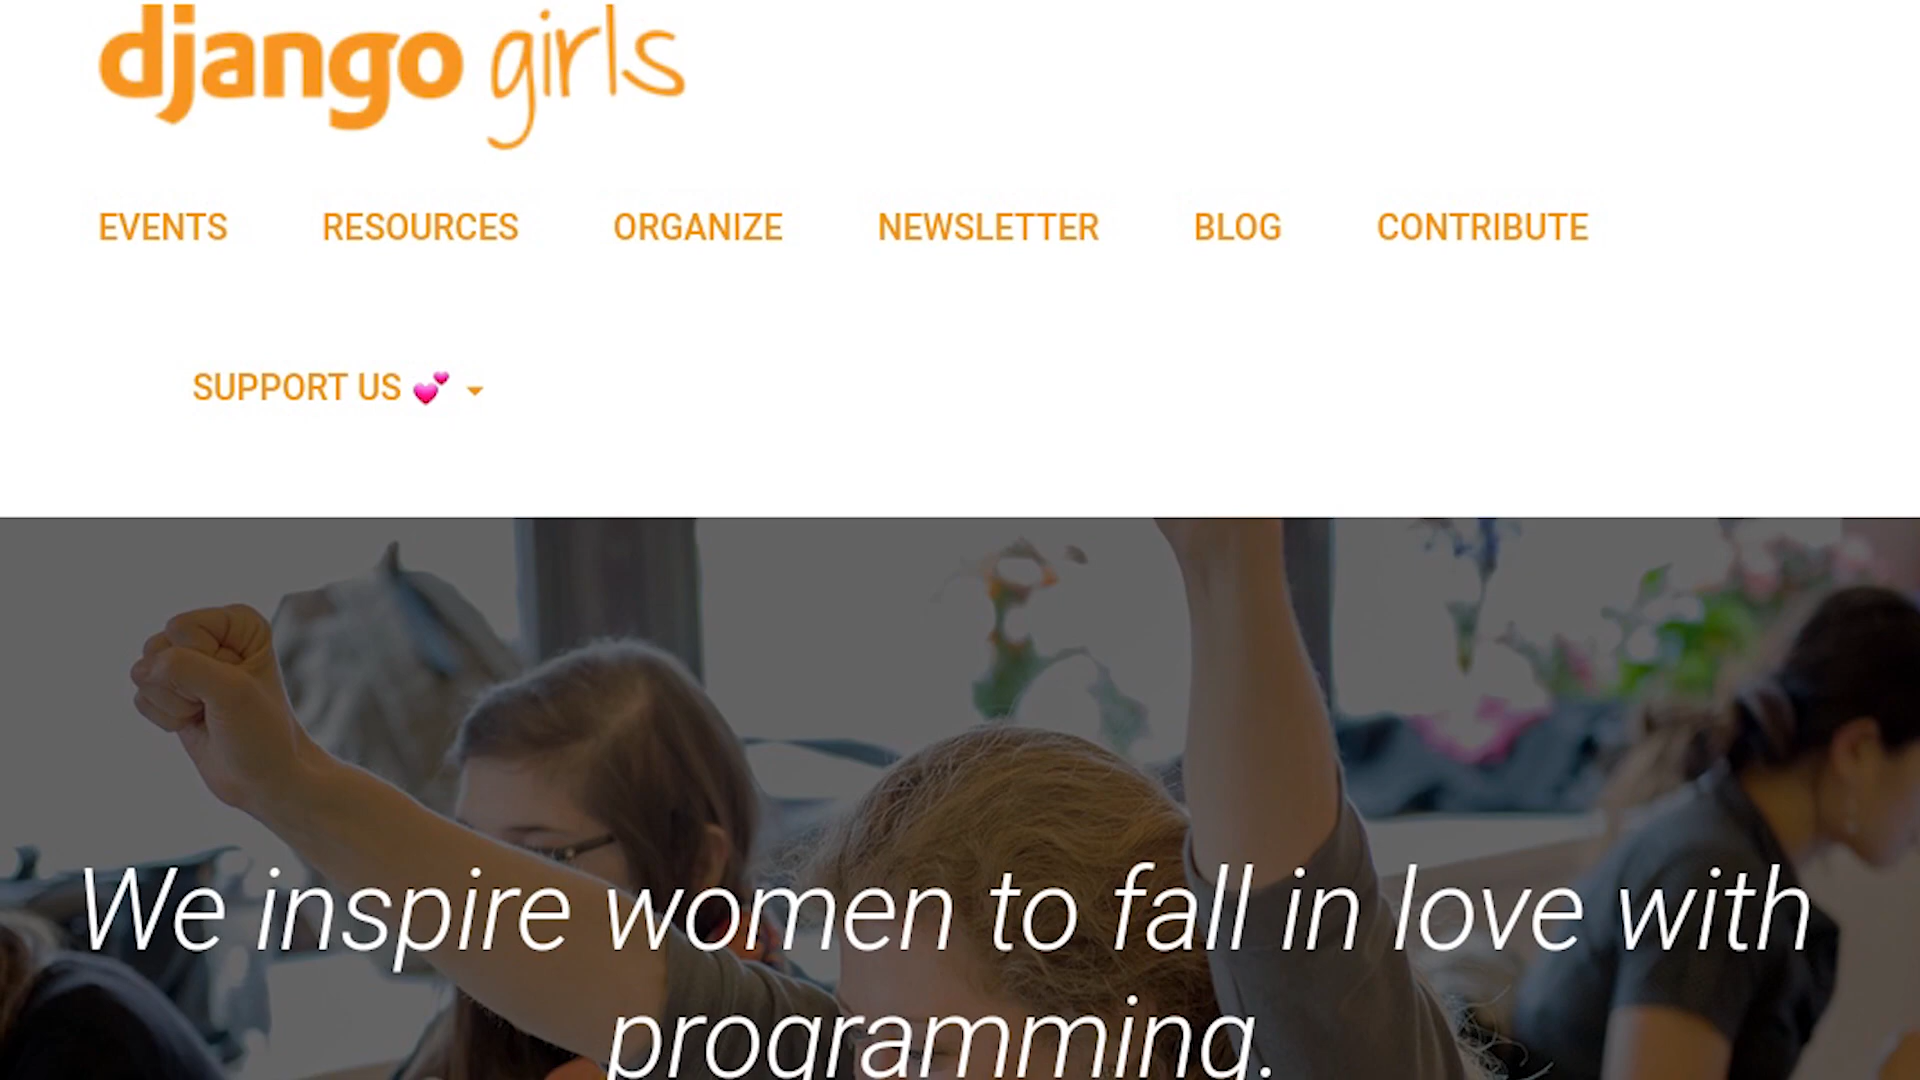 django girls
EVENTS RESOURCES ORGANIZE NEWSLETTER BLOG CONTRIBUTE
SUPPORT US 💕
We inspire women to fall in love with
programming.